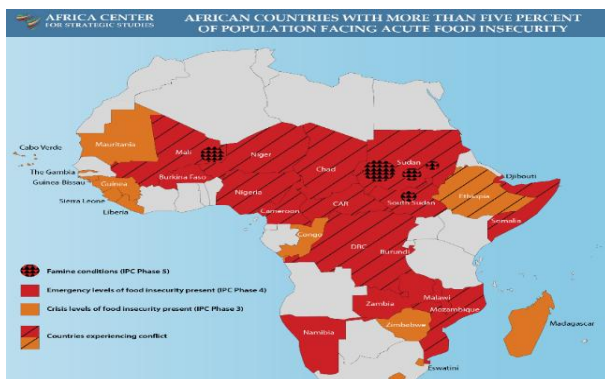 AFRICA CENTER
FOR STRATEGIC STUDIES
AFRICAN COUNTRIES WITH MORE THAN FIVE PERCENT
OF POPULATION FACING ACUTE FOOD INSECURITY
Cabo Verde
Mauritania
Mali
Niger
Chad
Sudan
The Gambia
Guinea Bissau
Guinea
Burkina Faso
Djibouti
Sierra Leone
Nigeria
Ethiopia
Liberia
Cameroon
CAR
South Sudan
Somalia
Congo
DRC
Burundi
Famine conditions (IPC Phase 5)
Emergency levels of food insecurity present (IPC Phase 4)
Crisis levels of food insecurity present (IPC Phase 3)
Countries experiencing conflict
Zambia
Malawi
Mozambique
Madagascar
Namibia
Zimbabwe
Eswatini